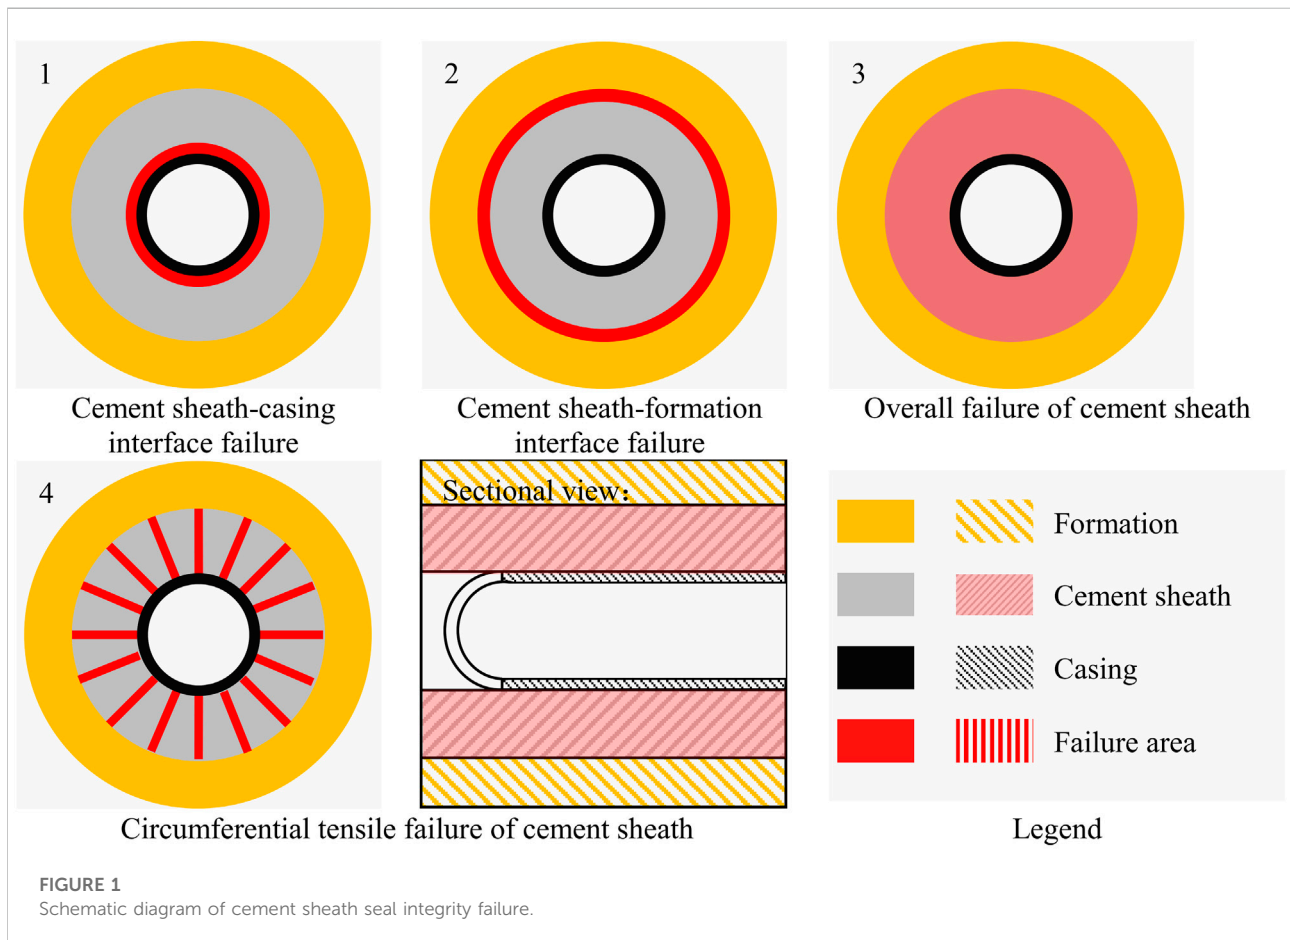 1
2
3
Cement sheath-casing
interface failure
Cement sheath-formation
interface failure
Overall failure of cement sheath
4
Sectional view:
Formation
Cement sheath
Casing
Failure area
Circumferential tensile failure of cement sheath
Legend
FIGURE 1
Schematic diagram of cement sheath seal integrity failure.